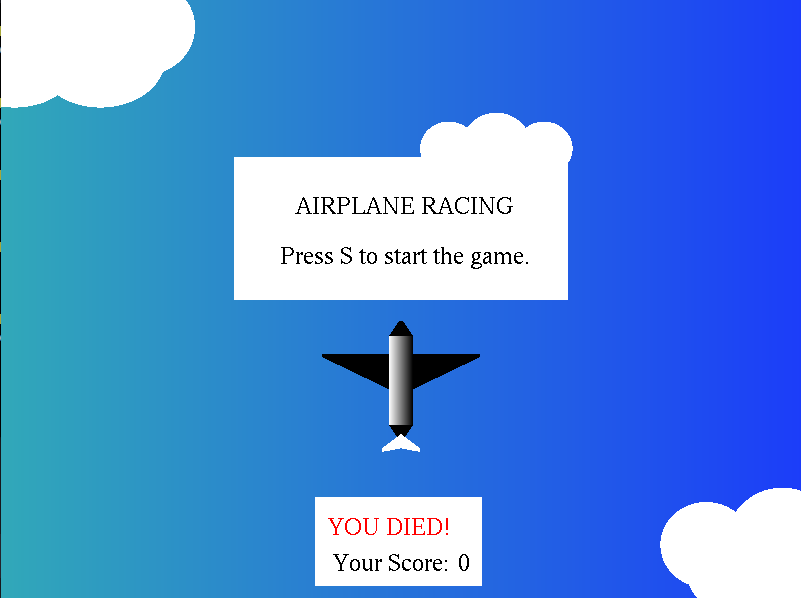 AIRPLANE RACING
Press S to start the game.
YOU DIED!
Your Score: 0